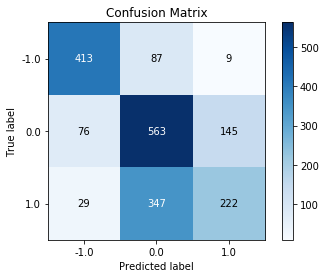 Confusion Matrix
-1.0 413 87 9
0.0 76 563 145
1.0 29 347 222
-1.0 0.0 1.0
True label
Predicted label
500
400
300
200
100